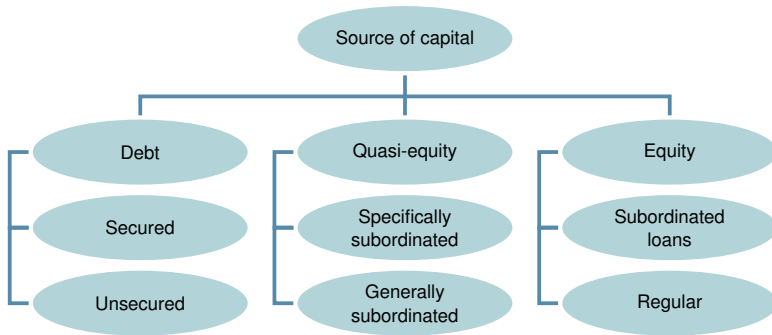 Source of capital
Debt
Quasi-equity
Equity
Secured
Specifically
subordinated
Subordinated
loans
Unsecured
Generally
subordinated
Regular